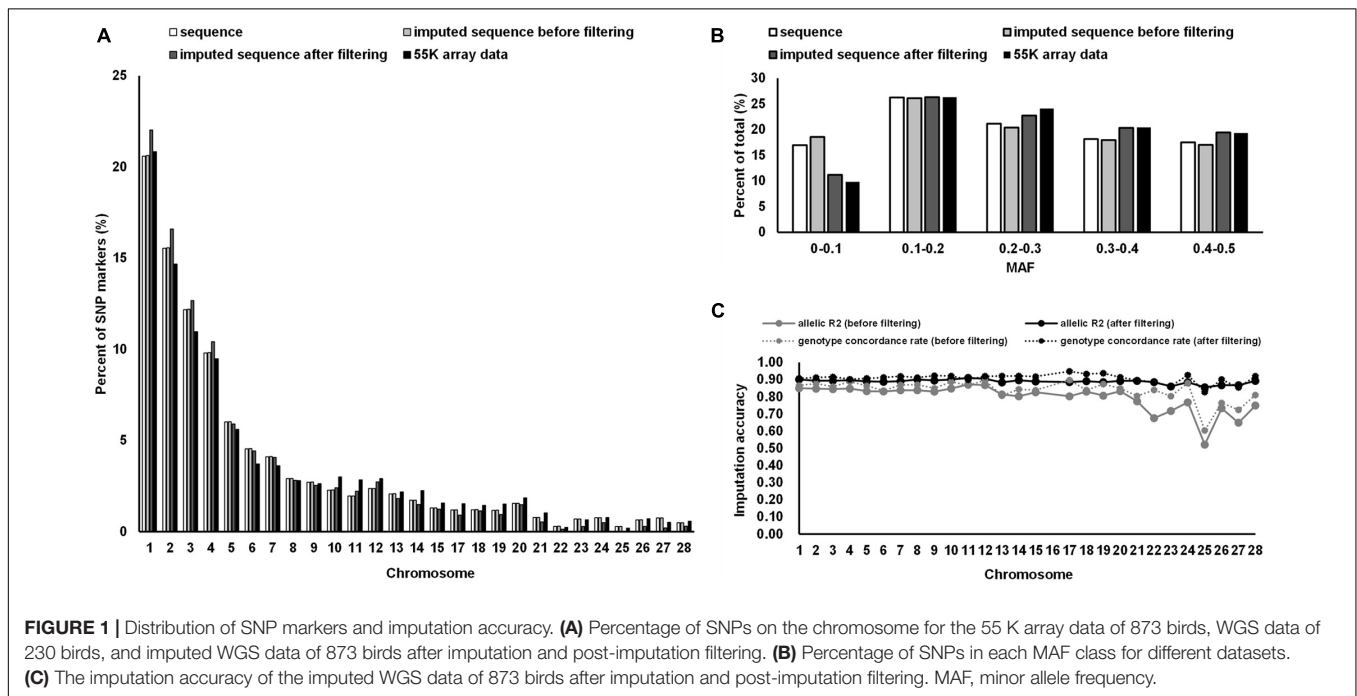 A
sequence
imputed sequence before filtering
imputed sequence after filtering
55K array data
25
20
15
10
5
0
Percent of SNP markers (%)
1 2 3 4 5 6 7 8 9 10 11 12 13 14 15 17 18 19 20 21 22 23 24 25 26 27 28
Chromosome
B
sequence
imputed sequence before filtering
imputed sequence after filtering
55K array data
30
25
20
15
10
5
0
Percent of total (%)
0-0.1 0.1-0.2 0.2-0.3 0.3-0.4 0.4-0.5
MAF
C
allelic R2 (before filtering)
allelic R2 (after filtering)
genotype concordance rate (before filtering)
genotype concordance rate (after filtering)
1.00
0.90
0.80
0.70
0.60
0.50
0.40
0.30
0.20
0.10
0.00
Imputation accuracy
1 2 3 4 5 6 7 8 9 10 11 12 13 14 15 17 18 19 20 21 22 23 24 25 26 27 28
Chromosome
FIGURE 1 | Distribution of SNP markers and imputation accuracy. (A) Percentage of SNPs on the chromosome for the 55 K array data of 873 birds, WGS data of
230 birds, and imputed WGS data of 873 birds after imputation and post-imputation filtering. (B) Percentage of SNPs in each MAF class for different datasets.
(C) The imputation accuracy of the imputed WGS data of 873 birds after imputation and post-imputation filtering. MAF, minor allele frequency.